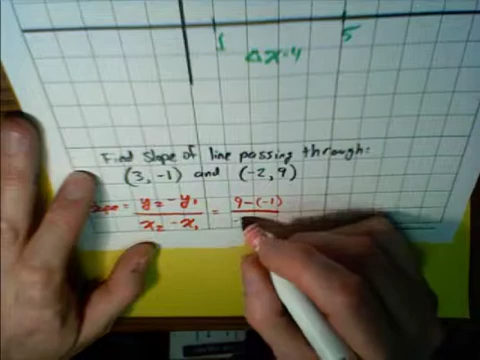 1
5
Δx=4
Find slope of line passing through:
(3, -1) and (-2, 9)
slope = y₂ - y₁ / x₂ - x₁ = 9-(-1)